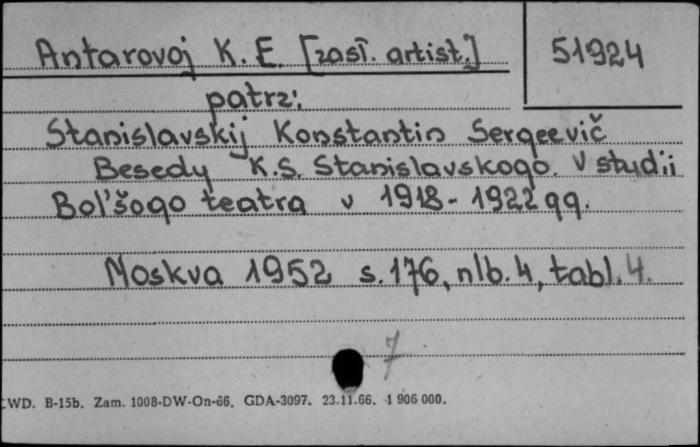 Antarovoj K. E. [zasł. artist.]
51924
patrz:
Stanislavskij Konstantin Sergeevič
Besedy K.S. Stanislavskogo. v studii
Bol'šogo teatra v 1918-1922 gg.
Moskva 1952 s. 176, nlb. 4, tabl. 4.
7
WD. B-15b. Zam. 1008-DW-On-66. GDA-3097. 23.11.66. 1 906 000.